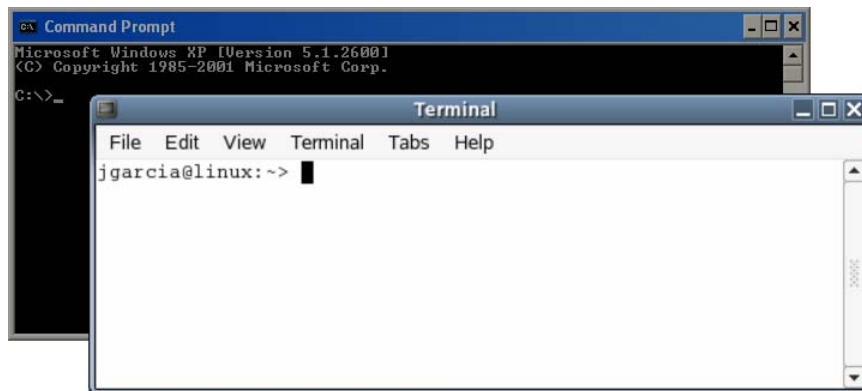 Command Prompt
Microsoft Windows XP [Version 5.1.2600]
(C) Copyright 1985-2001 Microsoft Corp.
C:\>_
Terminal
File Edit View Terminal Tabs Help
jgarcia@linux:~>